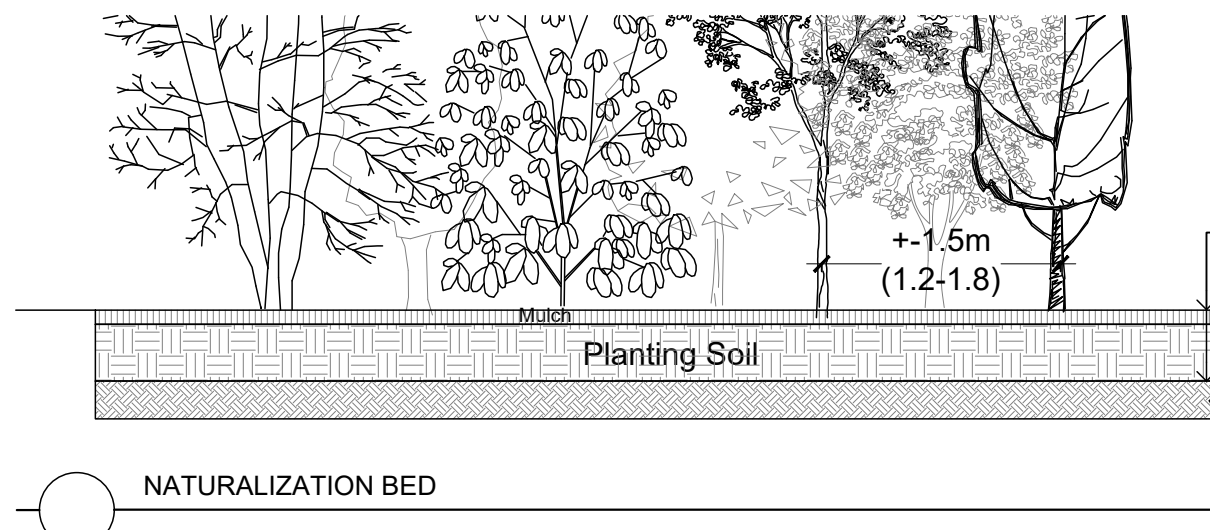 +-1.5m
(1.2-1.8)
Mulch
Planting Soil
NATURALIZATION BED